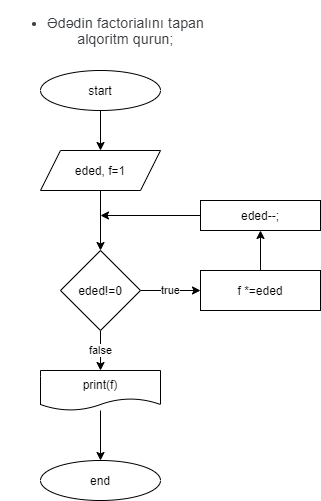 • Ədədin factorialını tapan
alqoritm qurun;
start
eded, f=1
eded--;
eded!=0
true
f *=eded
false
print(f)
end